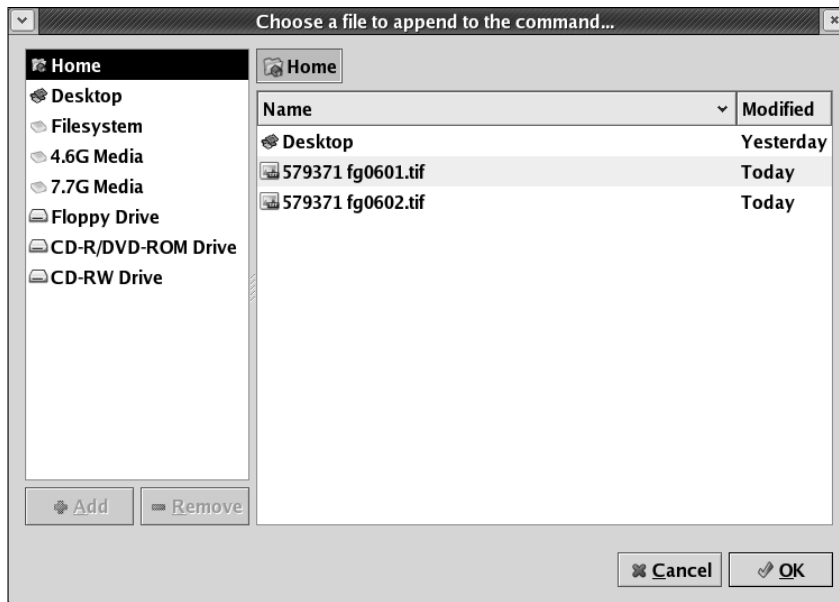 Choose a file to append to the command...
Home
Desktop
Filesystem
4.6G Media
7.7G Media
Floppy Drive
CD-R/DVD-ROM Drive
CD-RW Drive
Add Remove
Home
Name Modified
Desktop Yesterday
579371 fg0601.tif Today
579371 fg0602.tif Today
Cancel OK